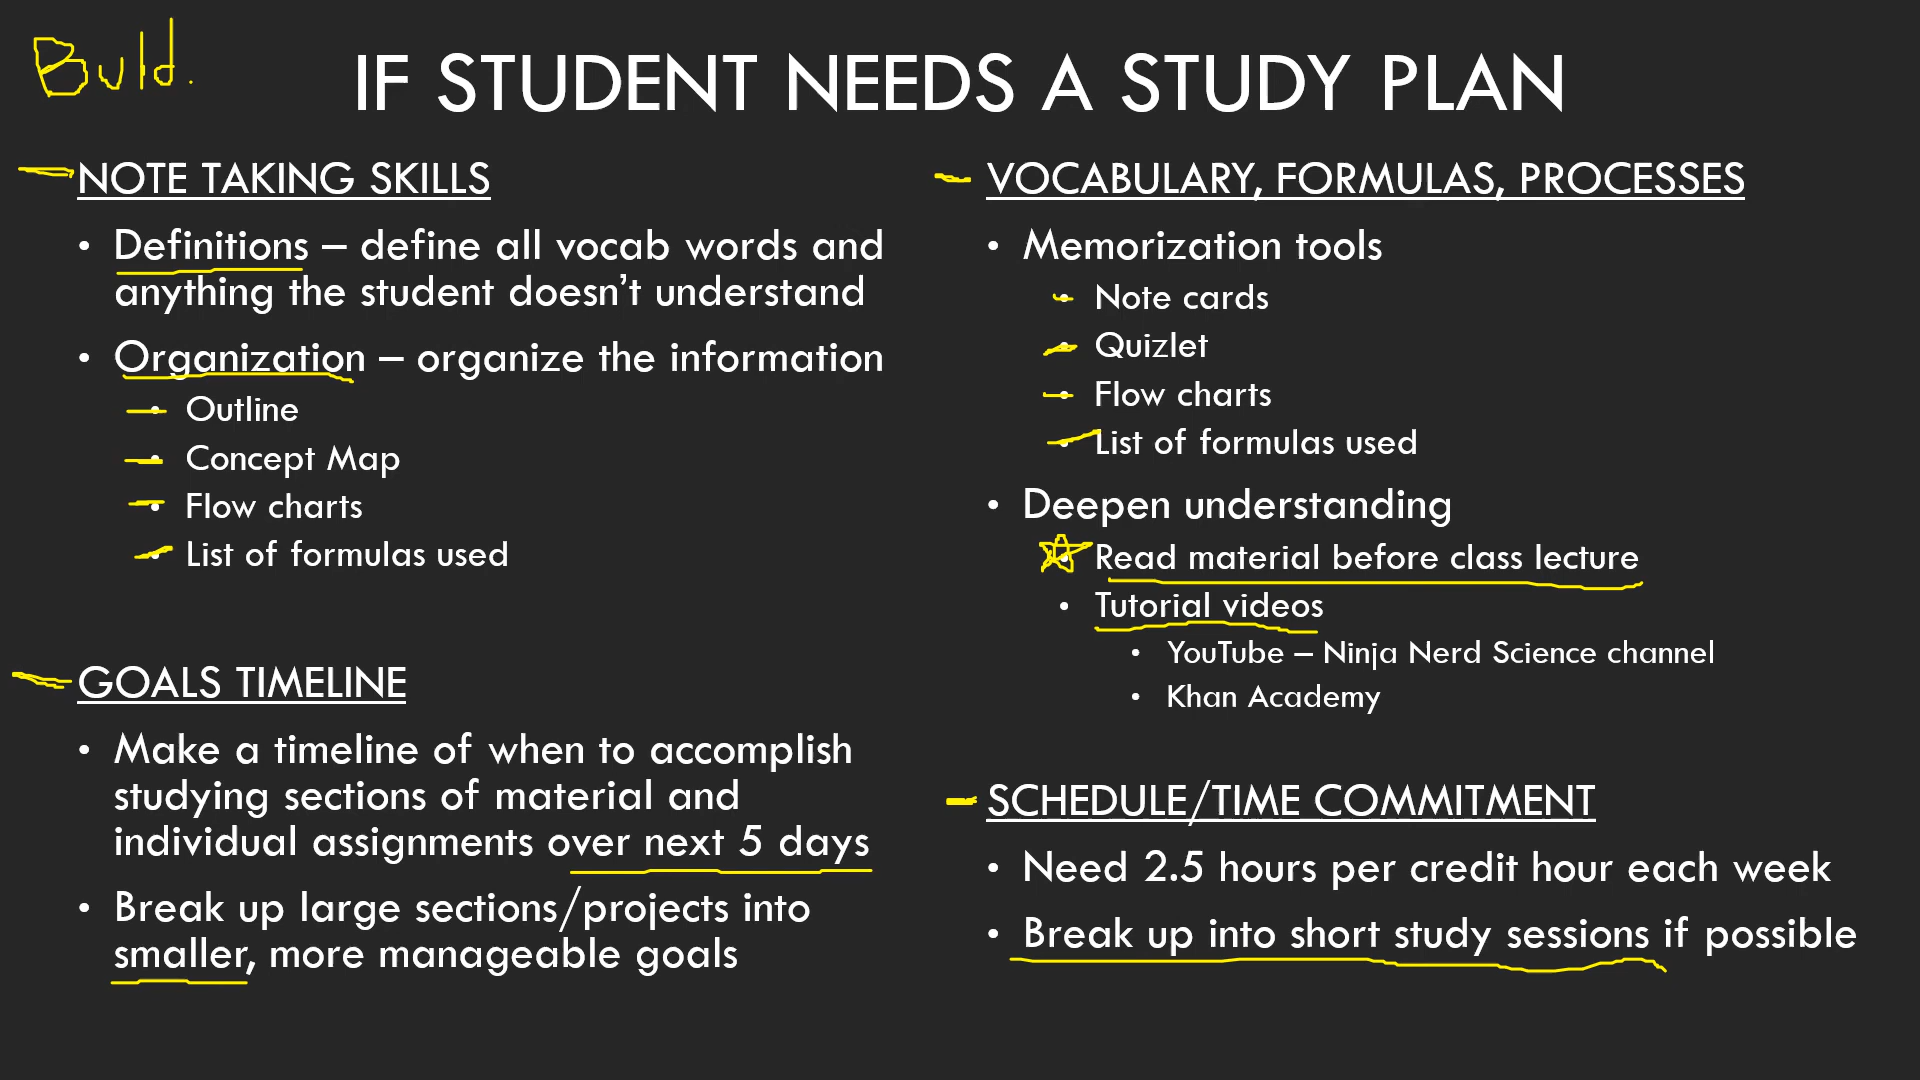 Build.
IF STUDENT NEEDS A STUDY PLAN
NOTE TAKING SKILLS
• Definitions – define all vocab words and
anything the student doesn’t understand
• Organization – organize the information
• Outline
• Concept Map
• Flow charts
• List of formulas used
GOALS TIMELINE
• Make a timeline of when to accomplish
studying sections of material and
individual assignments over next 5 days
• Break up large sections/projects into
smaller, more manageable goals
VOCABULARY, FORMULAS, PROCESSES
• Memorization tools
• Note cards
• Quizlet
• Flow charts
• List of formulas used
• Deepen understanding
• Read material before class lecture
• Tutorial videos
• YouTube – Ninja Nerd Science channel
• Khan Academy
SCHEDULE/TIME COMMITMENT
• Need 2.5 hours per credit hour each week
• Break up into short study sessions if possible